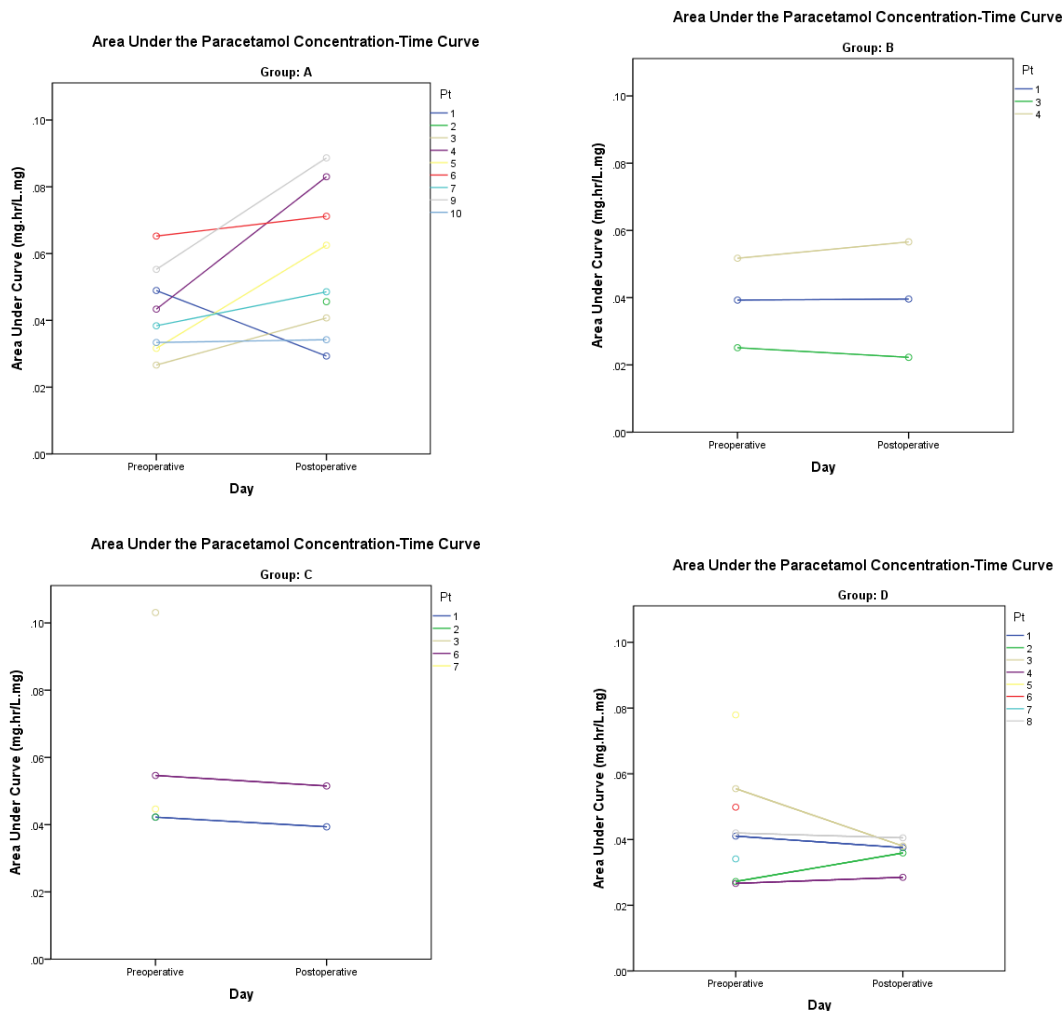 Area Under the Paracetamol Concentration-Time Curve
Group: A
Pt
1
2
3
4
5
6
7
9
10
Area Under Curve (mg.hr/L.mg)
.10
.08
.06
.04
.02
.00
Preoperative
Postoperative
Day
Area Under the Paracetamol Concentration-Time Curve
Group: B
Pt
1
3
4
Area Under Curve (mg.hr/L.mg)
.10
.08
.06
.04
.02
.00
Preoperative
Postoperative
Day
Area Under the Paracetamol Concentration-Time Curve
Group: C
Pt
1
2
3
6
7
Area Under Curve (mg.hr/L.mg)
.10
.08
.06
.04
.02
.00
Preoperative
Postoperative
Day
Area Under the Paracetamol Concentration-Time Curve
Group: D
Pt
1
2
3
4
5
6
7
8
Area Under Curve (mg.hr/L.mg)
.10
.08
.06
.04
.02
.00
Preoperative
Postoperative
Day